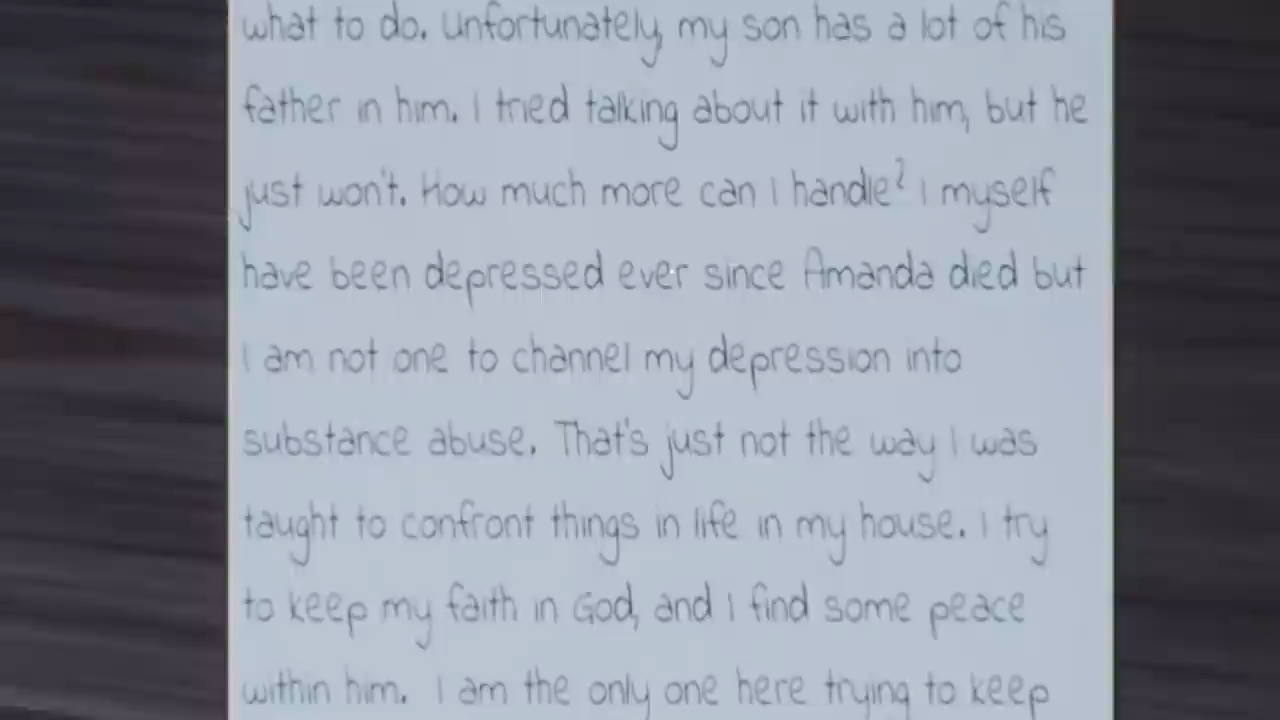 what to do. Unfortunately, my son has a lot of his
father in him. I tried talking about it with him, but he
just won't. How much more can I handle? I myself
have been depressed ever since Amanda died but
I am not one to channel my depression into
substance abuse. That's just not the way I was
taught to confront things in life in my house. I try
to keep my faith in God, and I find some peace
within him. I am the only one here trying to keep